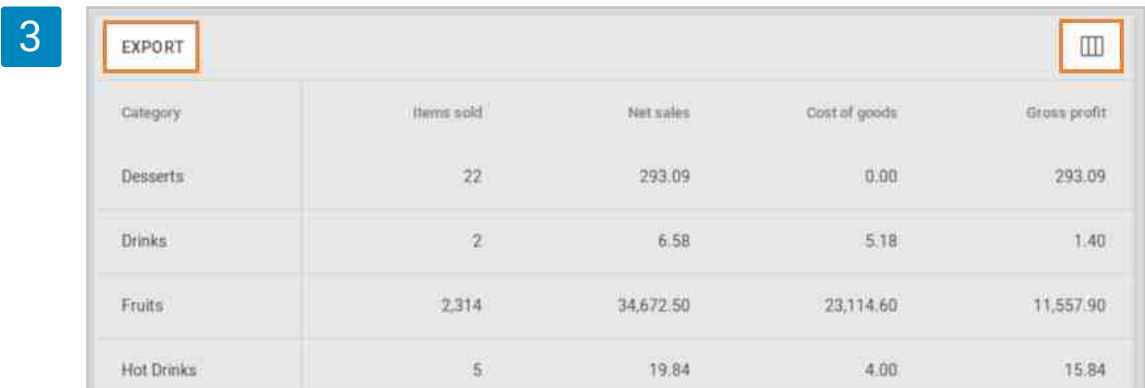 3
EXPORT
Category Items sold Net sales Cost of goods Gross profit
Desserts 22 293.09 0.00 293.09
Drinks 2 6.58 5.18 1.40
Fruits 2,314 34,672.50 23,114.60 11,557.90
Hot Drinks 5 19.84 4.00 15.84